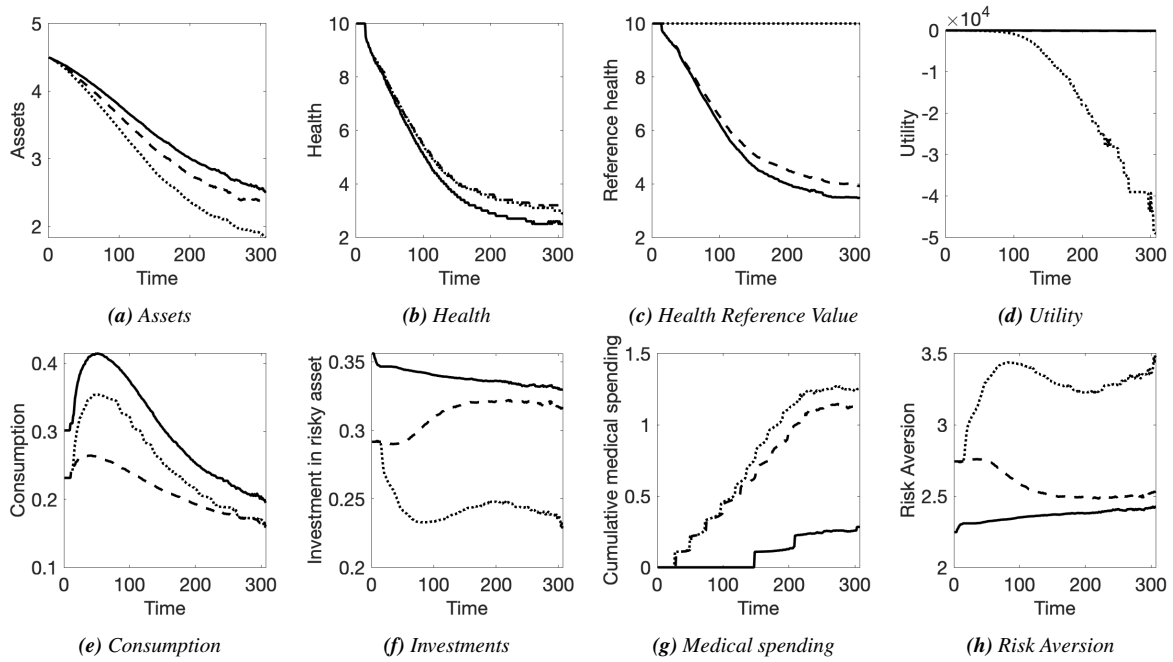 5
4
3
2
Assets
0
100
200
300
Time
(a) Assets
10
8
6
4
2
Health
0
100
200
300
Time
(b) Health
10
8
6
4
2
Reference health
0
100
200
300
Time
(c) Health Reference Value
×10⁴
0
-1
-2
-3
-4
-5
Utility
0
100
200
300
Time
(d) Utility
0.4
0.3
0.2
0.1
Consumption
0
100
200
300
Time
(e) Consumption
0.35
0.3
0.25
0.2
Investment in risky asset
0
100
200
300
Time
(f) Investments
1.5
1
0.5
0
Cumulative medical spending
0
100
200
300
Time
(g) Medical spending
3.5
3
2.5
2
Risk Aversion
0
100
200
300
Time
(h) Risk Aversion